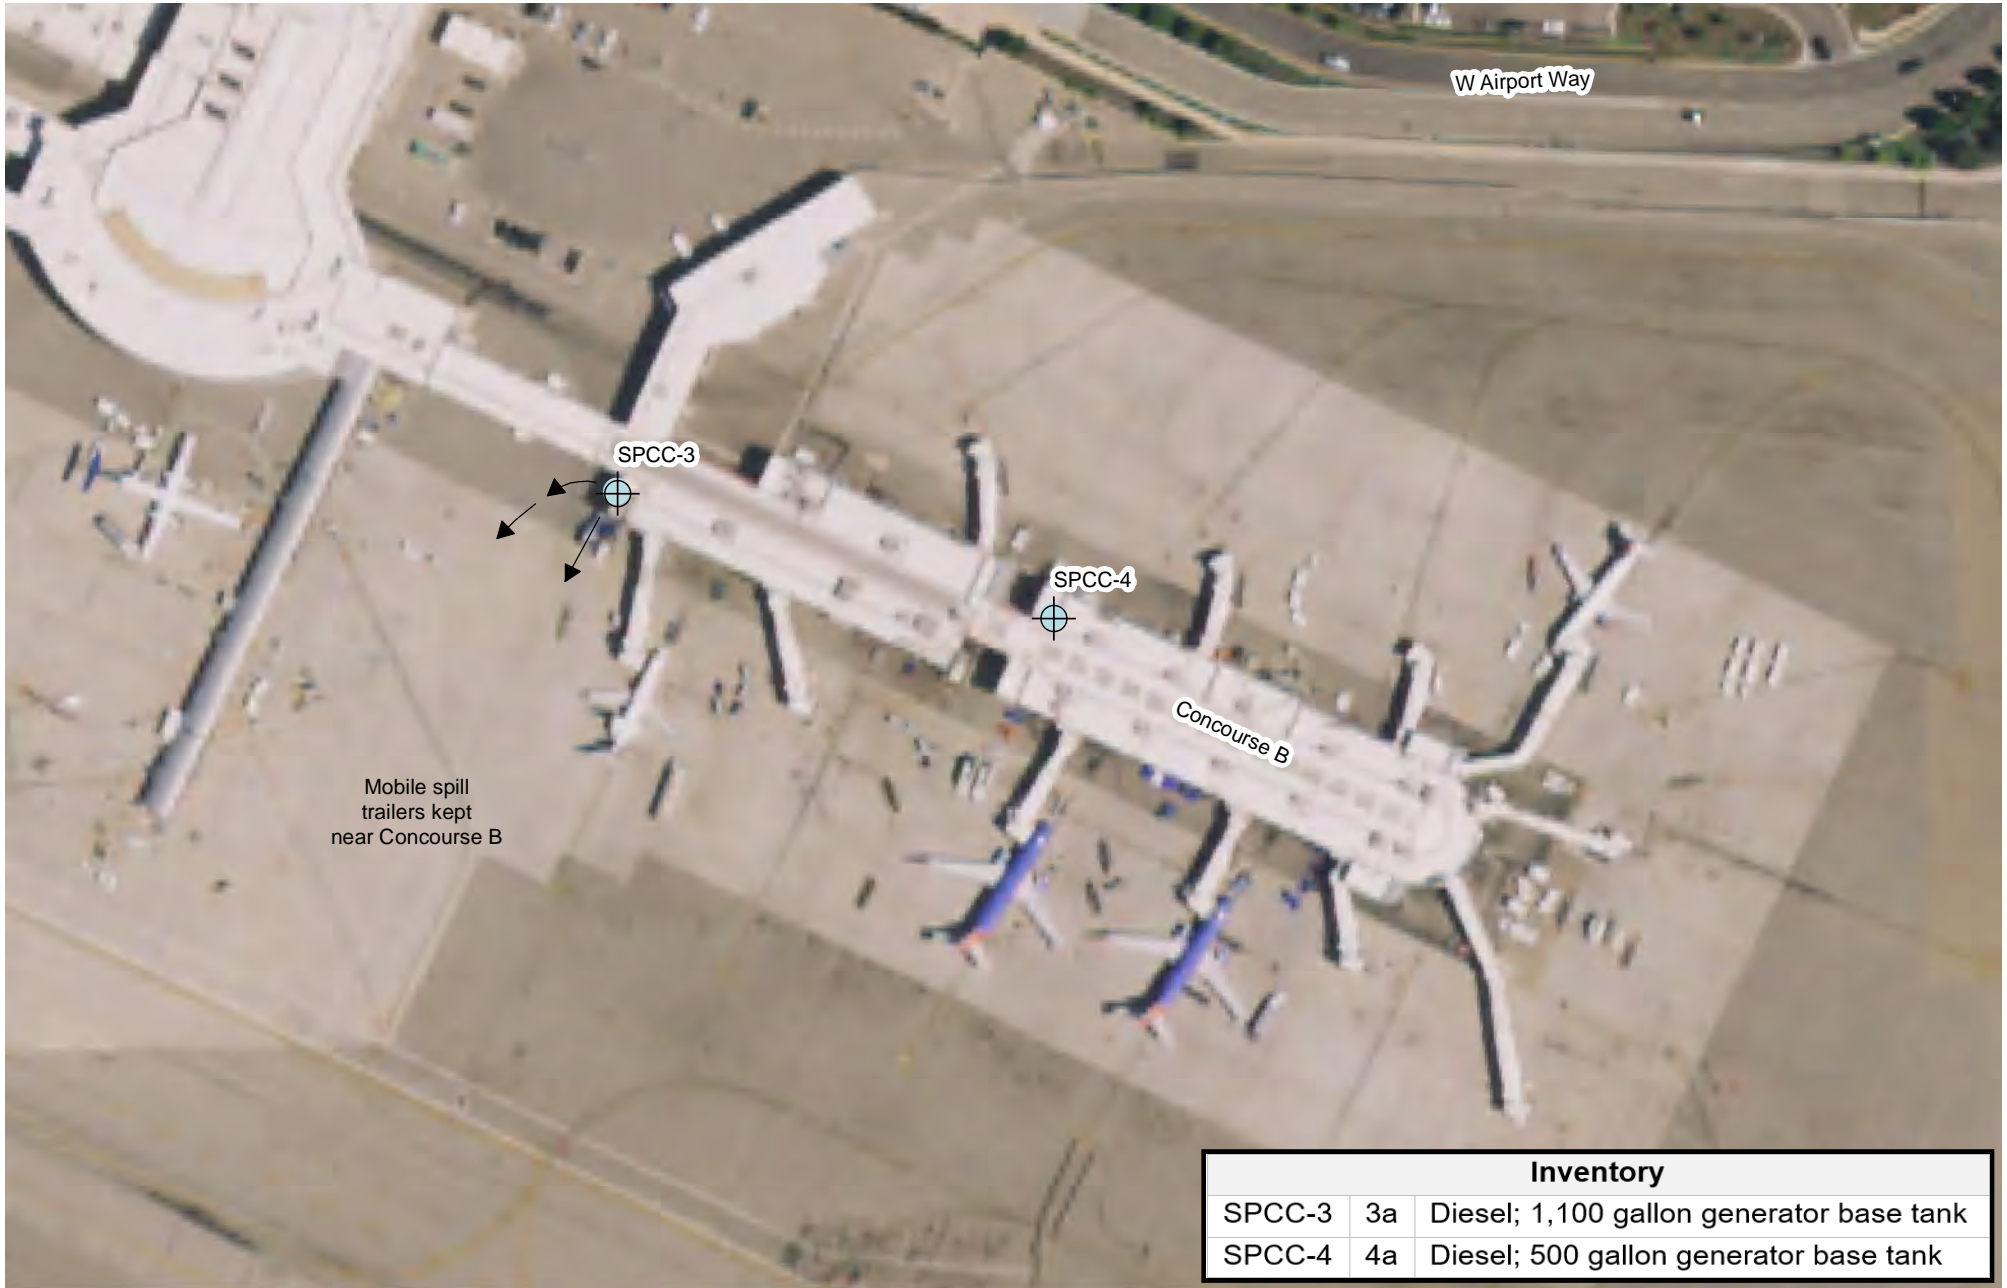 W Airport Way
SPCC-3
SPCC-4
Concourse B
Mobile spill
trailers kept
near Concourse B
Inventory
SPCC-3 3a Diesel; 1,100 gallon generator base tank
SPCC-4 4a Diesel; 500 gallon generator base tank